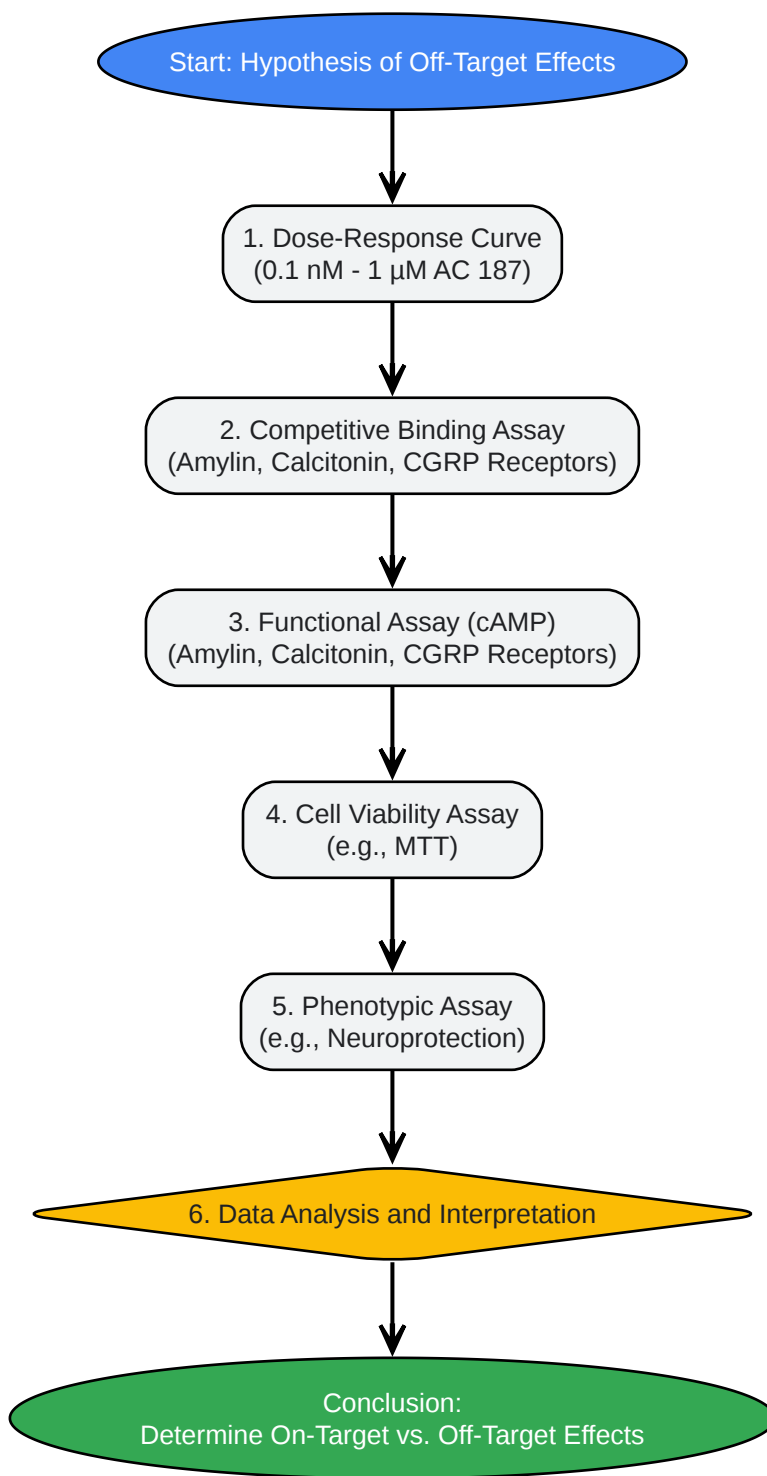 Start: Hypothesis of Off-Target Effects
1. Dose-Response Curve
(0.1 nM - 1 µM AC 187)
2. Competitive Binding Assay
(Amylin, Calcitonin, CGRP Receptors)
3. Functional Assay (cAMP)
(Amylin, Calcitonin, CGRP Receptors)
4. Cell Viability Assay
(e.g., MTT)
5. Phenotypic Assay
(e.g., Neuroprotection)
6. Data Analysis and Interpretation
Conclusion:
Determine On-Target vs. Off-Target Effects